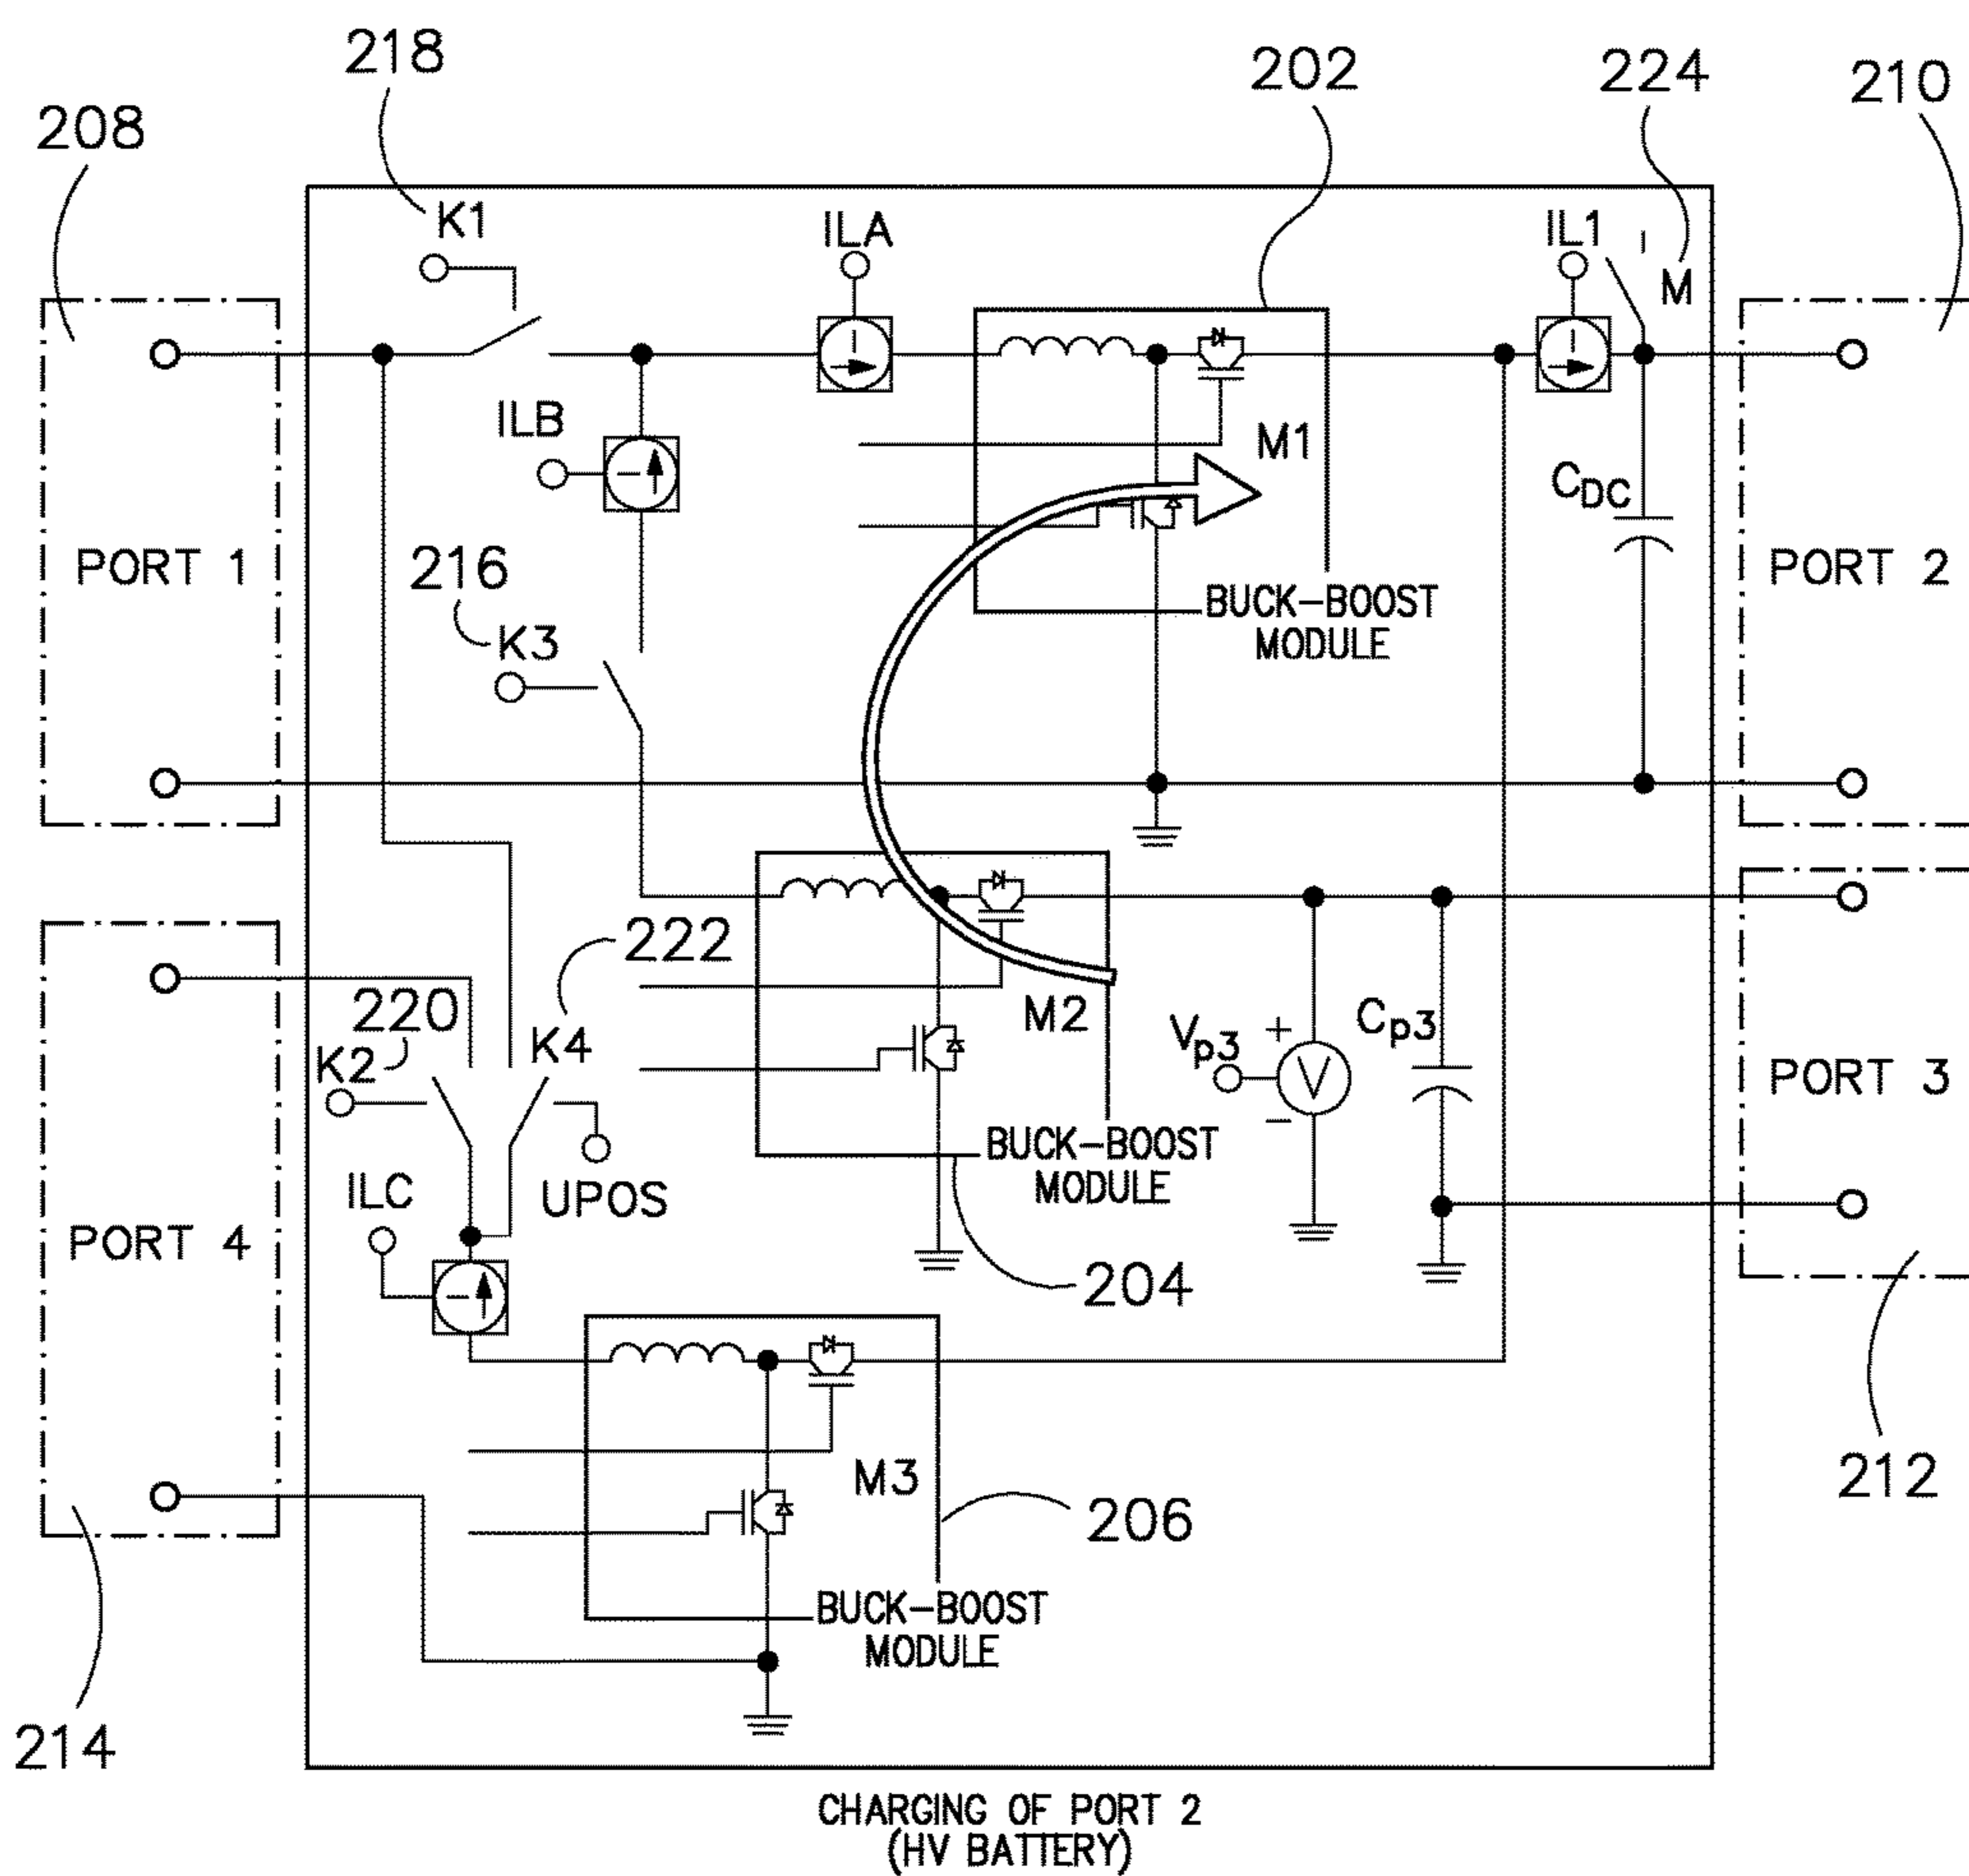 218
202
224
210
208
K1
ILA
IL1
M
ILB
M1
CDC
PORT 1
216
K3
BUCK-BOOST
MODULE
PORT 2
222
220
K2
K4
M2
Vp3
+
V
-
Cp3
PORT 3
BUCK-BOOST
MODULE
ILC
UPOS
PORT 4
204
M3
206
212
BUCK-BOOST
MODULE
214
CHARGING OF PORT 2
(HV BATTERY)